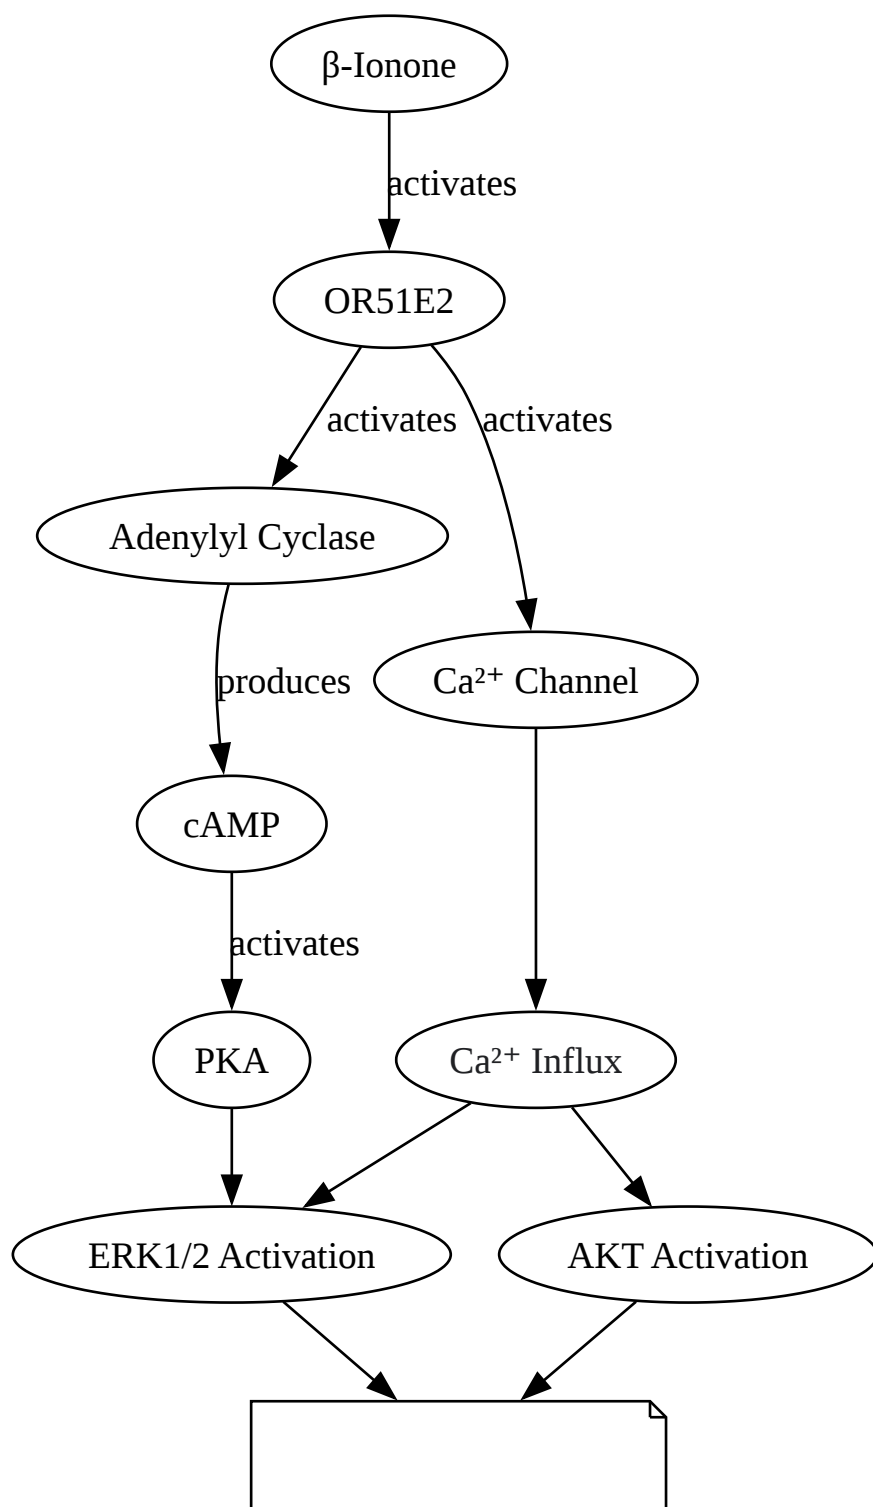 β-Ionone
activates
OR51E2
activates
activates
Adenylyl Cyclase
produces
Ca²⁺ Channel
cAMP
activates
PKA
Ca²⁺ Influx
ERK1/2 Activation
AKT Activation